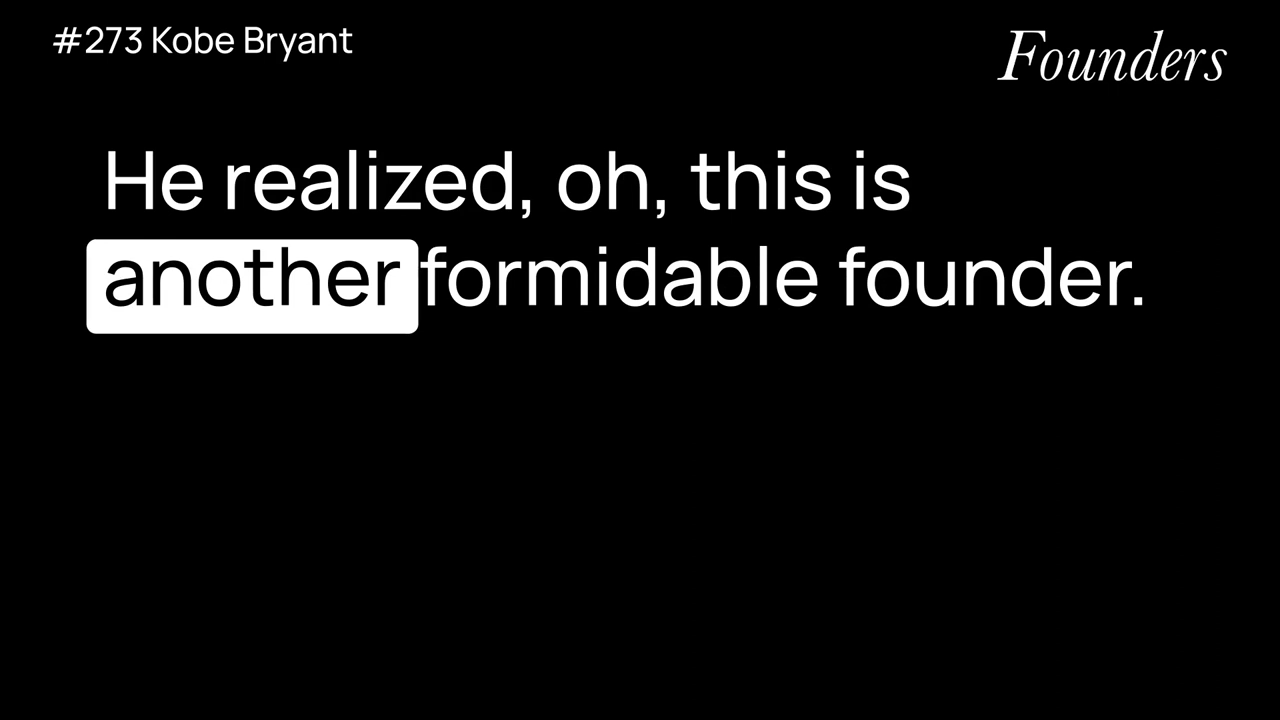 #273 Kobe Bryant
Founders
He realized, oh, this is
another formidable founder.